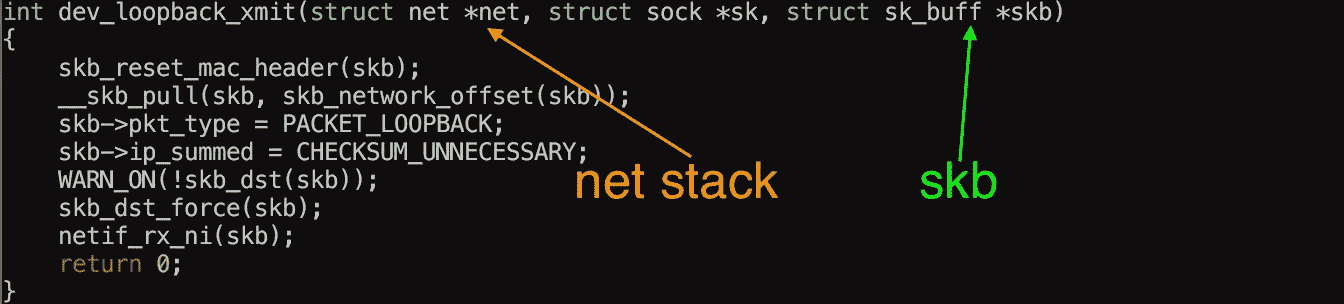 int dev_loopback_xmit(struct net *net, struct sock *sk, struct sk_buff *skb)
{
    skb_reset_mac_header(skb);
    __skb_pull(skb, skb_network_offset(skb));
    skb->pkt_type = PACKET_LOOPBACK;
    skb->ip_summed = CHECKSUM_UNNECESSARY;
    WARN_ON(!skb_dst(skb));
    skb_dst_force(skb);
    netif_rx_ni(skb);
    return 0;
}
net stack
skb